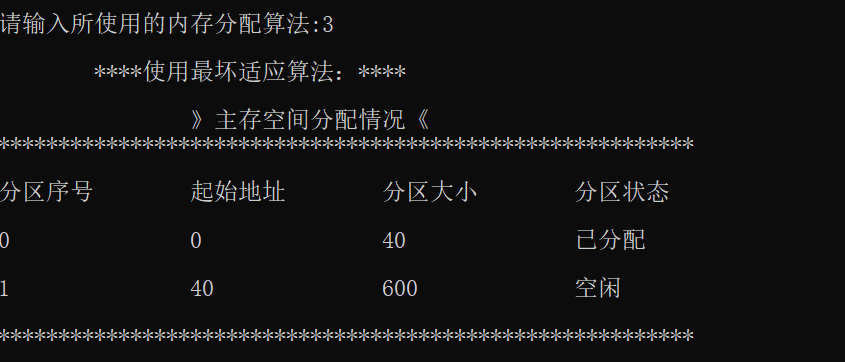 请输入所使用的内存分配算法:3
****使用最坏适应算法：****
》主存空间分配情况《
**********************************************************
分区序号 起始地址 分区大小 分区状态
0 0 40 已分配
1 40 600 空闲
**********************************************************